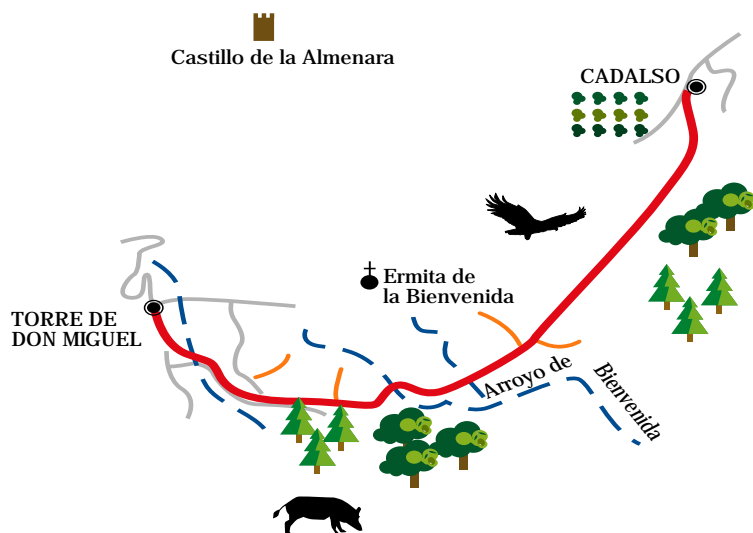 Castillo de la Almenara
CADALSO
Ermita de
la Bienvenida
TORRE DE
DON MIGUEL
Arroyo de
Bienvenida